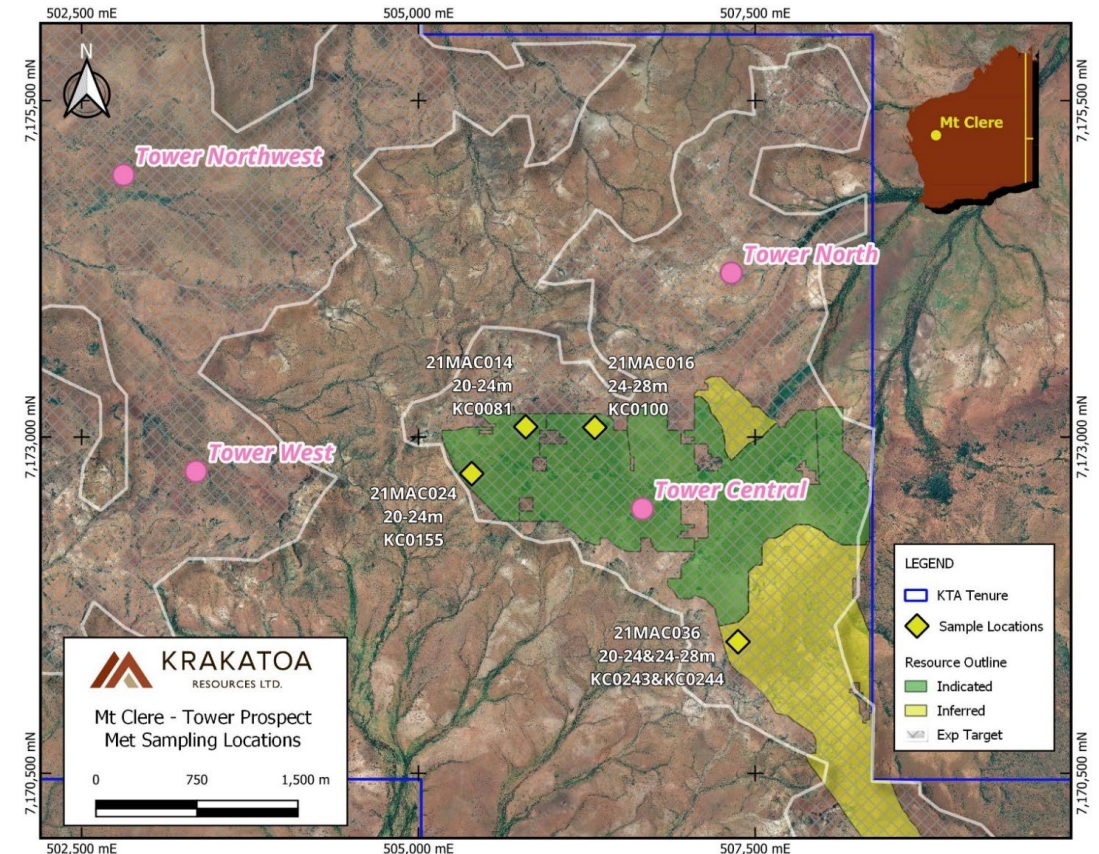 502,500 mE
505,000 mE
507,500 mE
7,175,500 mN
7,175,500 mN
N
Mt Clere
Tower Northwest
Tower North
21MAC014
20-24m
KC0081
21MAC016
24-28m
KC0100
7,173,000 mN
7,173,000 mN
Tower West
Tower Central
21MAC024
20-24m
KC0155
LEGEND
KTA Tenure
Sample Locations
Resource Outline
Indicated
Inferred
Exp Target
21MAC036
20-24&24-28m
KC0243&KC0244
KRAKATOA
RESOURCES LTD.
Mt Clere - Tower Prospect
Met Sampling Locations
0 750 1,500 m
7,170,500 mN
7,170,500 mN
502,500 mE
505,000 mE
507,500 mE